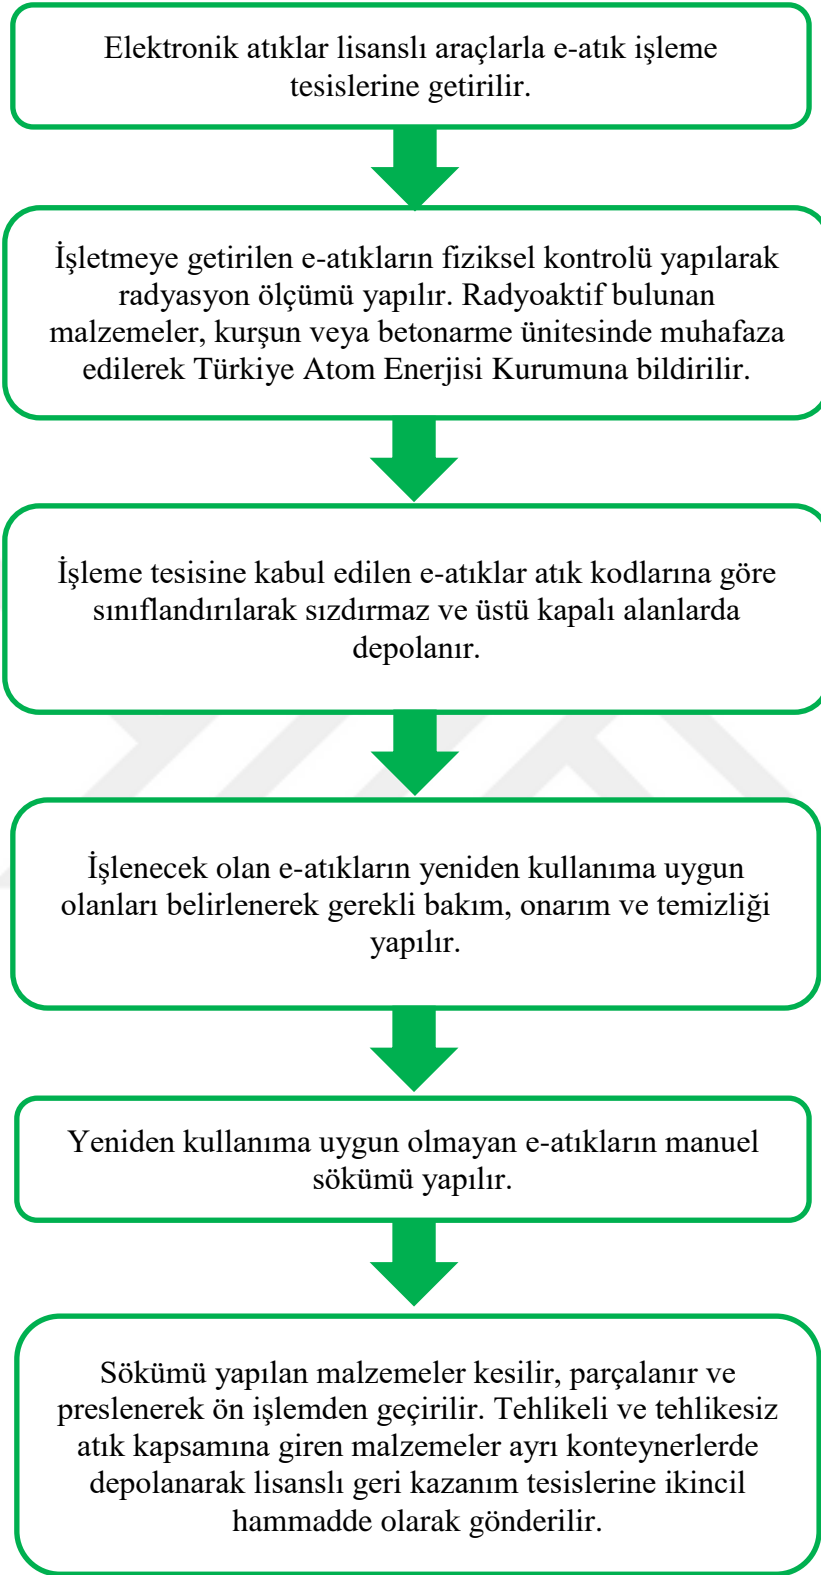 Elektronik atıklar lisanslı araçlarla e-atık işleme
tesislerine getirilir.
İşletmeye getirilen e-atıkların fiziksel kontrolü yapılarak
radyasyon ölçümü yapılır. Radyoaktif bulunan
malzemeler, kurşun veya betonarme ünitesinde muhafaza
edilerek Türkiye Atom Enerjisi Kurumuna bildirilir.
İşleme tesisine kabul edilen e-atıklar atık kodlarına göre
sınıflandırılarak sızdırmaz ve üstü kapalı alanlarda
depolanır.
İşlenecek olan e-atıkların yeniden kullanıma uygun
olanları belirlenerek gerekli bakım, onarım ve temizliği
yapılır.
Yeniden kullanıma uygun olmayan e-atıkların manuel
sökümü yapılır.
Sökümü yapılan malzemeler kesilir, parçalanır ve
preslenerek ön işlemden geçirilir. Tehlikeli ve tehlikesiz
atık kapsamına giren malzemeler ayrı konteynerlerde
depolanarak lisanslı geri kazanım tesislerine ikincil
hammadde olarak gönderilir.